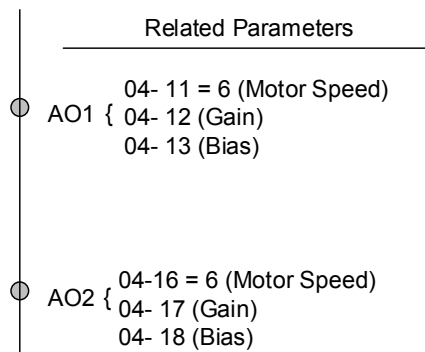 Related Parameters
04- 11 = 6 (Motor Speed)
AO1 { 04- 12 (Gain)
04- 13 (Bias)
04-16 = 6 (Motor Speed)
AO2 { 04- 17 (Gain)
04- 18 (Bias)